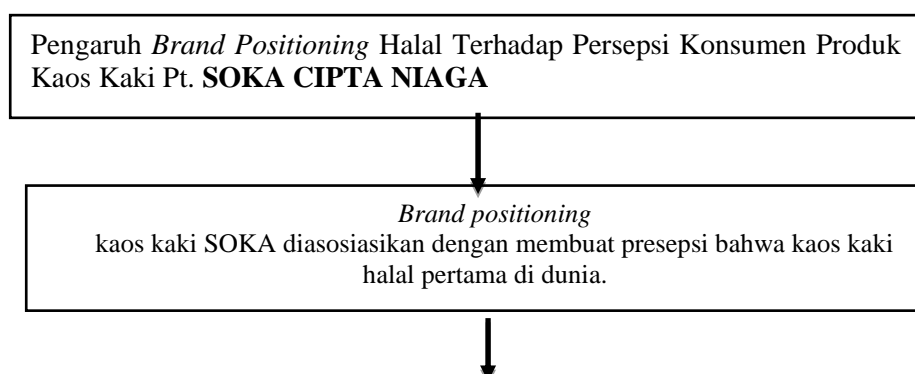 Pengaruh Brand Positioning Halal Terhadap Persepsi Konsumen Produk
Kaos Kaki Pt. SOKA CIPTA NIAGA
Brand positioning
kaos kaki SOKA diasosiasikan dengan membuat presepsi bahwa kaos kaki
halal pertama di dunia.